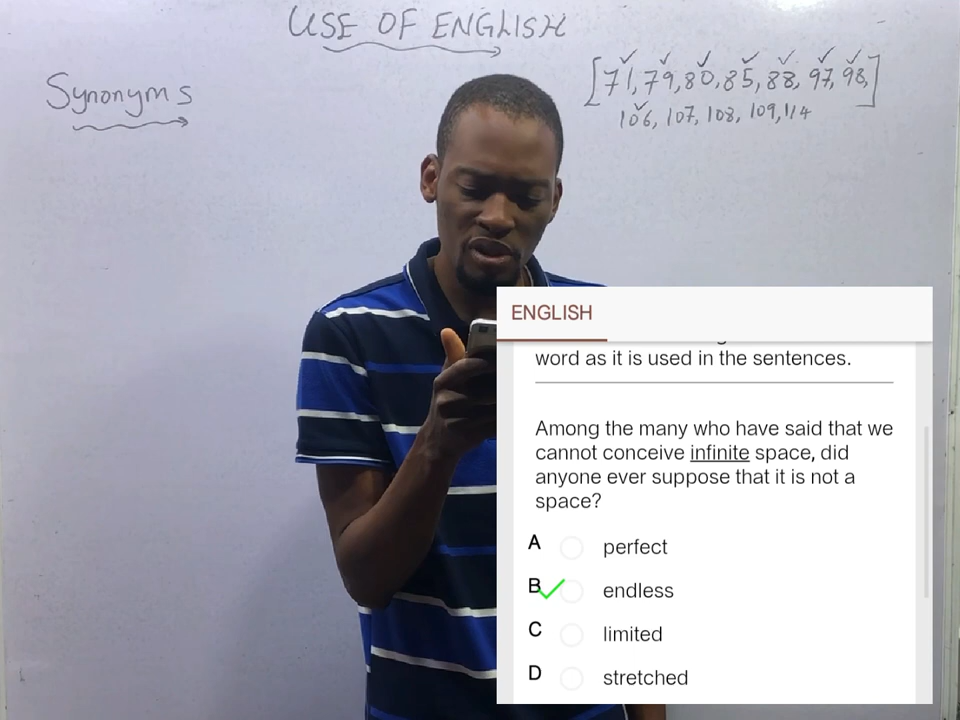 USE OF ENGLISH
Synonyms
[71, 79, 80, 85, 88, 97, 98,]
106, 107, 108, 109, 114
ENGLISH
word as it is used in the sentences.
Among the many who have said that we
cannot conceive infinite space, did
anyone ever suppose that it is not a
space?
A perfect
B endless
C limited
D stretched